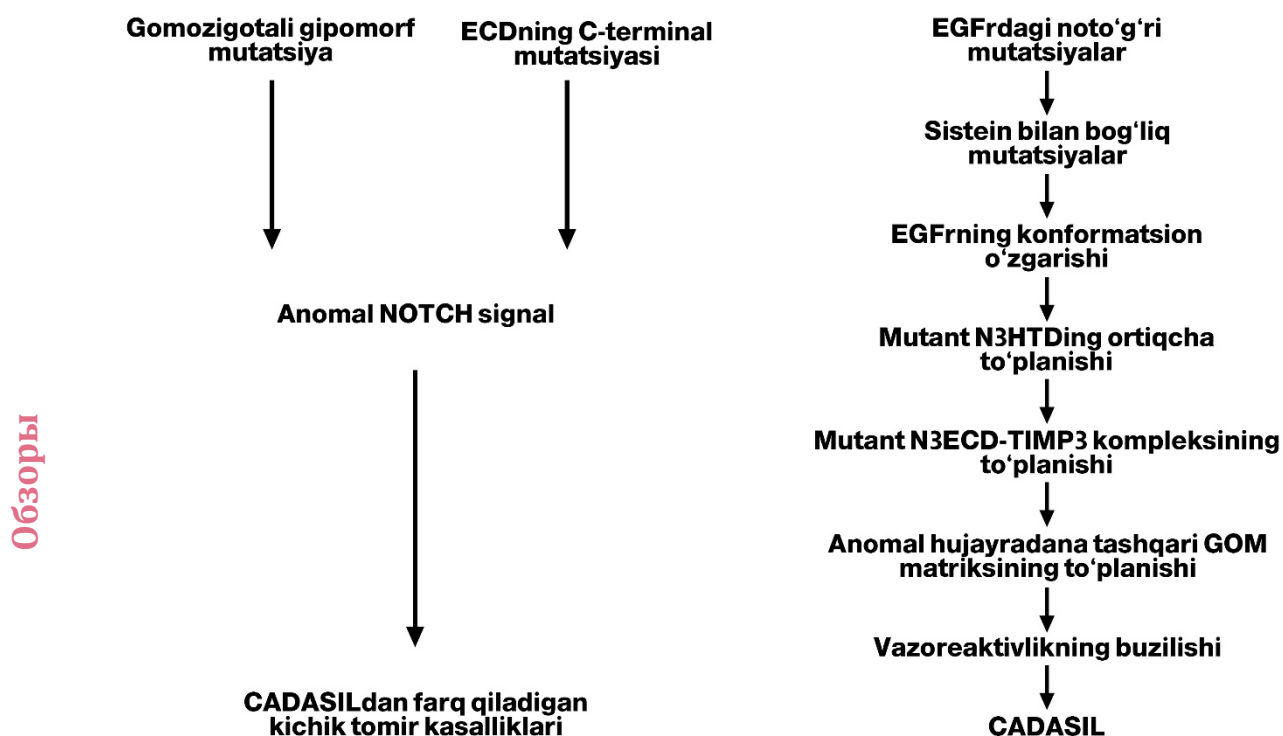 Gomozigotali gipomorf
mutatsiya
ECDning C-terminal
mutatsiyasi
Anomal NOTCH signal
CADASILdan farq qiladigan
kichik tomir kasalliklari
EGFrdagi noto‘g‘ri
mutatsiyalar
Sistein bilan bog‘liq
mutatsiyalar
EGFrning konformatsion
o‘zgarishi
Mutant N3HTDing ortiqcha
to‘planishi
Mutant N3ECD-TIMP3 kompleksining
to‘planishi
Anomal hujayradana tashqari GOM
matriksining to‘planishi
Vazoreaktivlikning buzilishi
CADASIL
Обзоры